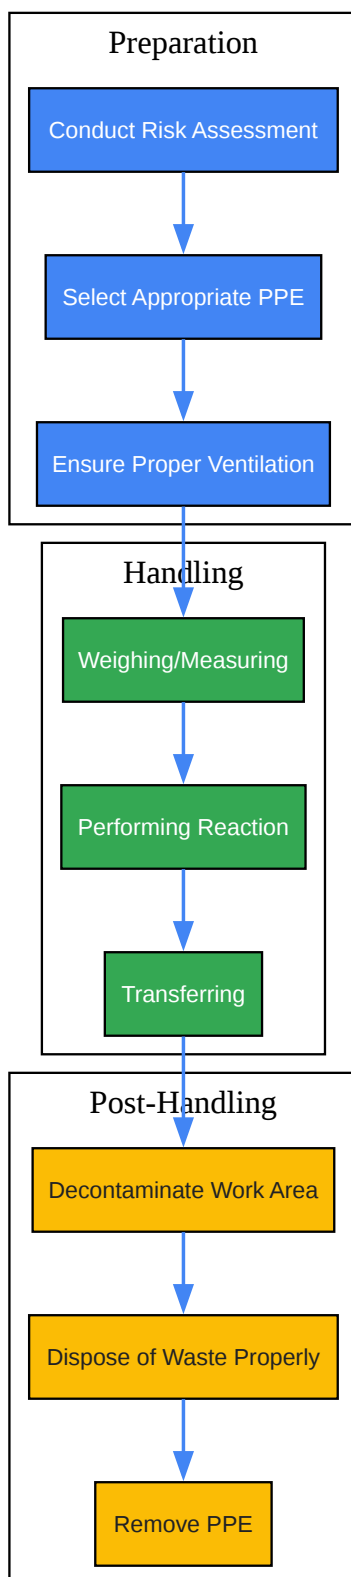 Preparation
Conduct Risk Assessment
Select Appropriate PPE
Ensure Proper Ventilation
Handling
Weighing/Measuring
Performing Reaction
Transferring
Post-Handling
Decontaminate Work Area
Dispose of Waste Properly
Remove PPE